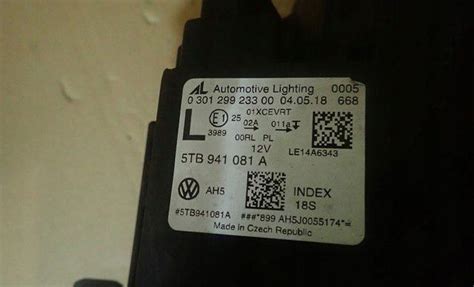 AL Automotive Lighting 0005
0 301 299 233 00 04.05.18 668
L E1 25 01XCEVRT
02A 011a
3989 00RL PL
12V LE14A6343
5TB 941 081 A
VW AH5 INDEX
18S
#5TB941081A ###*899 AH5J0055174*
Made in Czech Republic